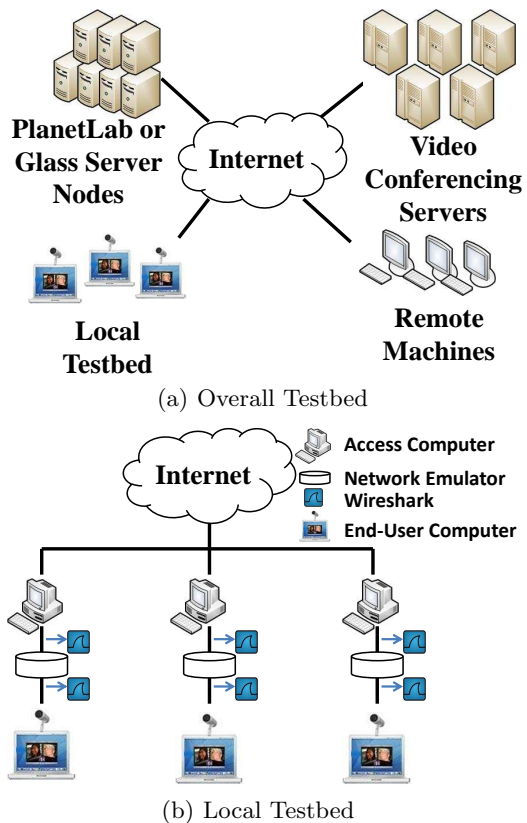 PlanetLab or
Glass Server
Nodes
Internet
Video
Conferencing
Servers
Local
Testbed
Remote
Machines
(a) Overall Testbed
Internet
Access Computer
Network Emulator
Wireshark
End-User Computer
(b) Local Testbed